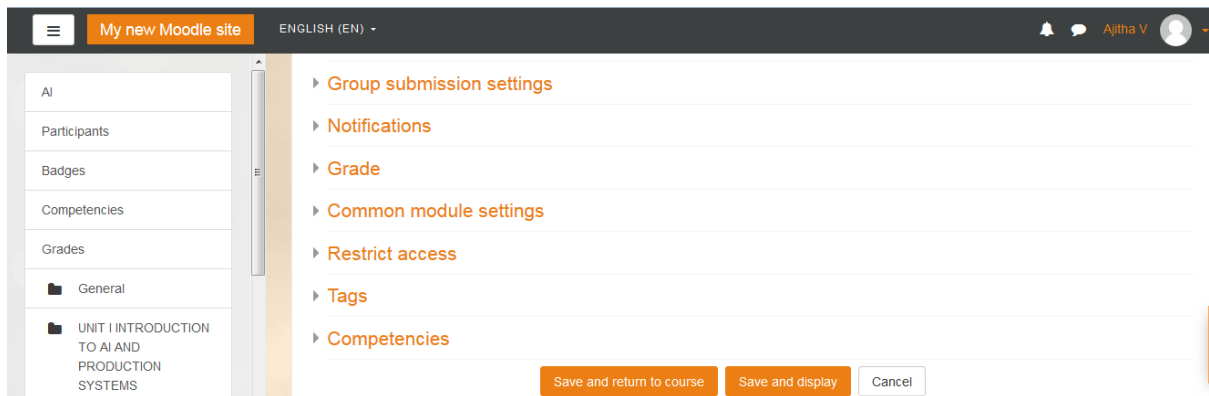 My new Moodle site
ENGLISH (EN)
Ajitha V
AI
Participants
Badges
Competencies
Grades
General
UNIT I INTRODUCTION
TO AI AND
PRODUCTION
SYSTEMS
Group submission settings
Notifications
Grade
Common module settings
Restrict access
Tags
Competencies
Save and return to course
Save and display
Cancel